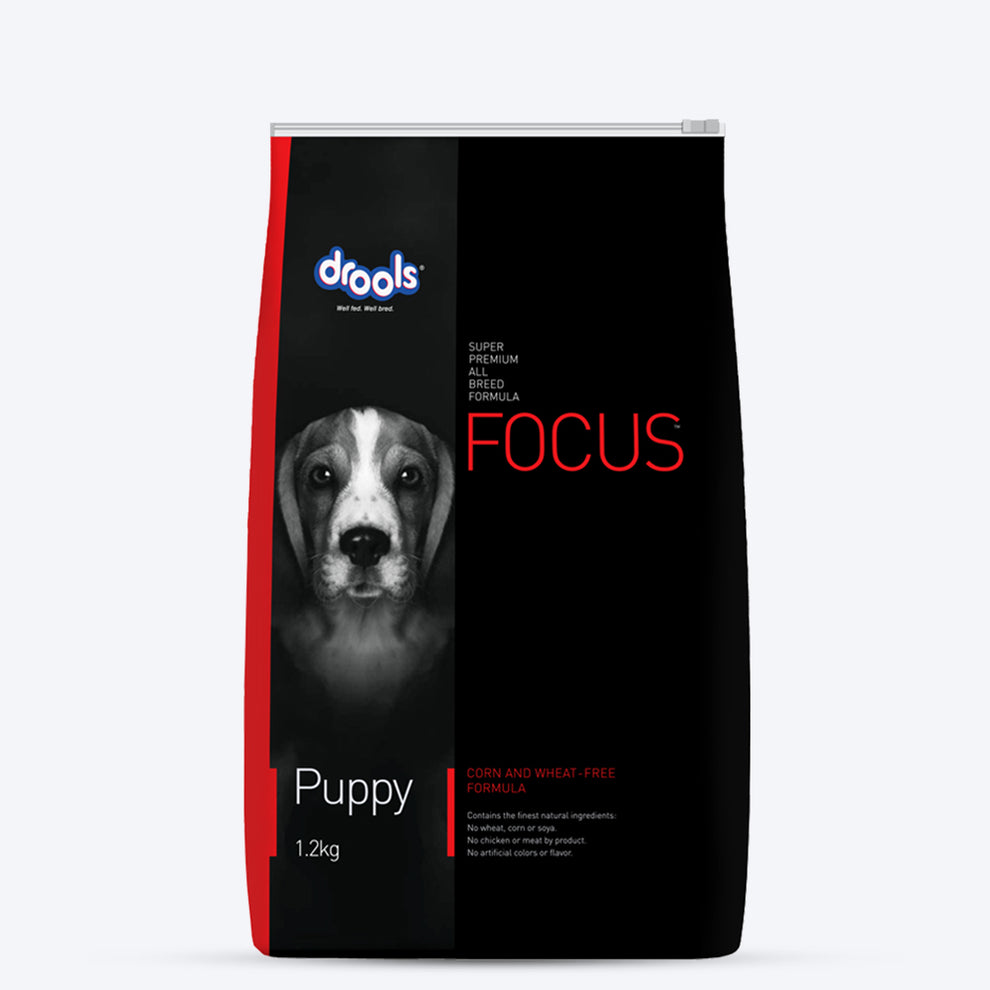 drools®
Well fed. Well bred.
SUPER
PREMIUM
ALL
BREED
FORMULA
FOCUS™
Puppy
1.2kg
CORN AND WHEAT-FREE
FORMULA
Contains the finest natural ingredients:
No wheat, corn or soya.
No chicken or meat by product.
No artificial colors or flavor.